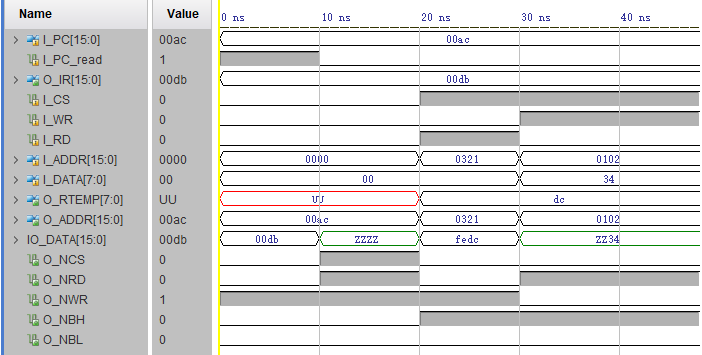 Name Value 0 ns 10 ns 20 ns 30 ns 40 ns
I_PC[15:0] 00ac 00ac
I_PC_read 1
O_IR[15:0] 00db 00db
I_CS 0
I_WR 0
I_RD 0
I_ADDR[15:0] 0000 0000 0321 0102
I_DATA[7:0] 00 00 34
O_RTEMP[7:0] UU UU dc
O_ADDR[15:0] 00ac 00ac 0321 0102
IO_DATA[15:0] 00db 00db ZZZZ fedc ZZ34
O_NCS 0
O_NRD 0
O_NWR 1
O_NBH 0
O_NBL 0